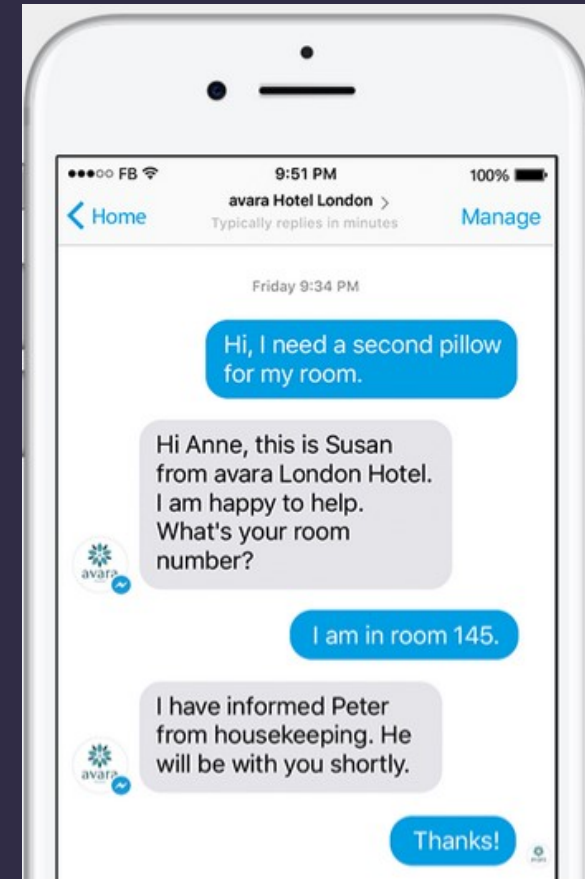 FB 9:51 PM 100%
Home avara Hotel London > Manage
Typically replies in minutes
Friday 9:34 PM
Hi, I need a second pillow
for my room.
Hi Anne, this is Susan
from avara London Hotel.
I am happy to help.
What's your room
number?
avara
I am in room 145.
I have informed Peter
from housekeeping. He
will be with you shortly.
avara
Thanks!